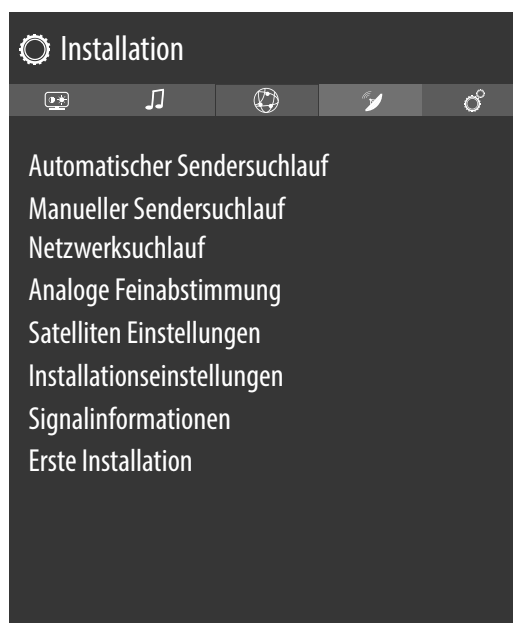 Installation
Automatischer Sendersuchlauf
Manueller Sendersuchlauf
Netzwerksuchlauf
Analoge Feinabstimmung
Satelliten Einstellungen
Installationseinstellungen
Signalinformationen
Erste Installation